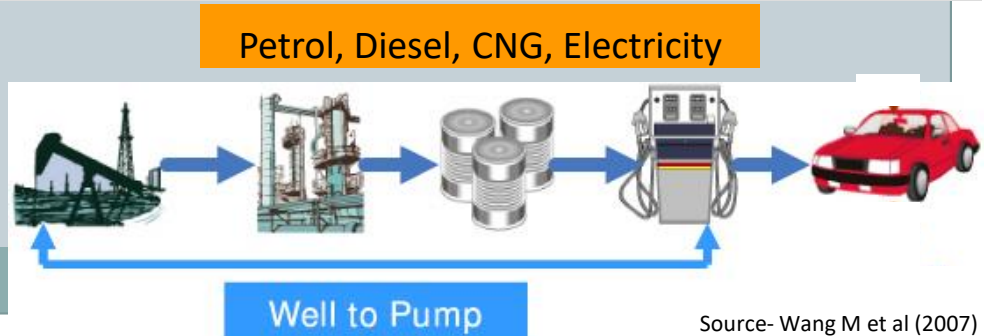 Petrol, Diesel, CNG, Electricity
Well to Pump
Source- Wang M et al (2007)